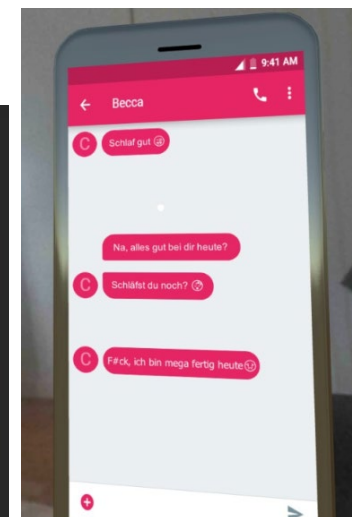 9:41 AM
Becca
C
Schlaf gut
Na, alles gut bei dir heute?
C
Schläfst du noch?
C
F#ck, ich bin mega fertig heute